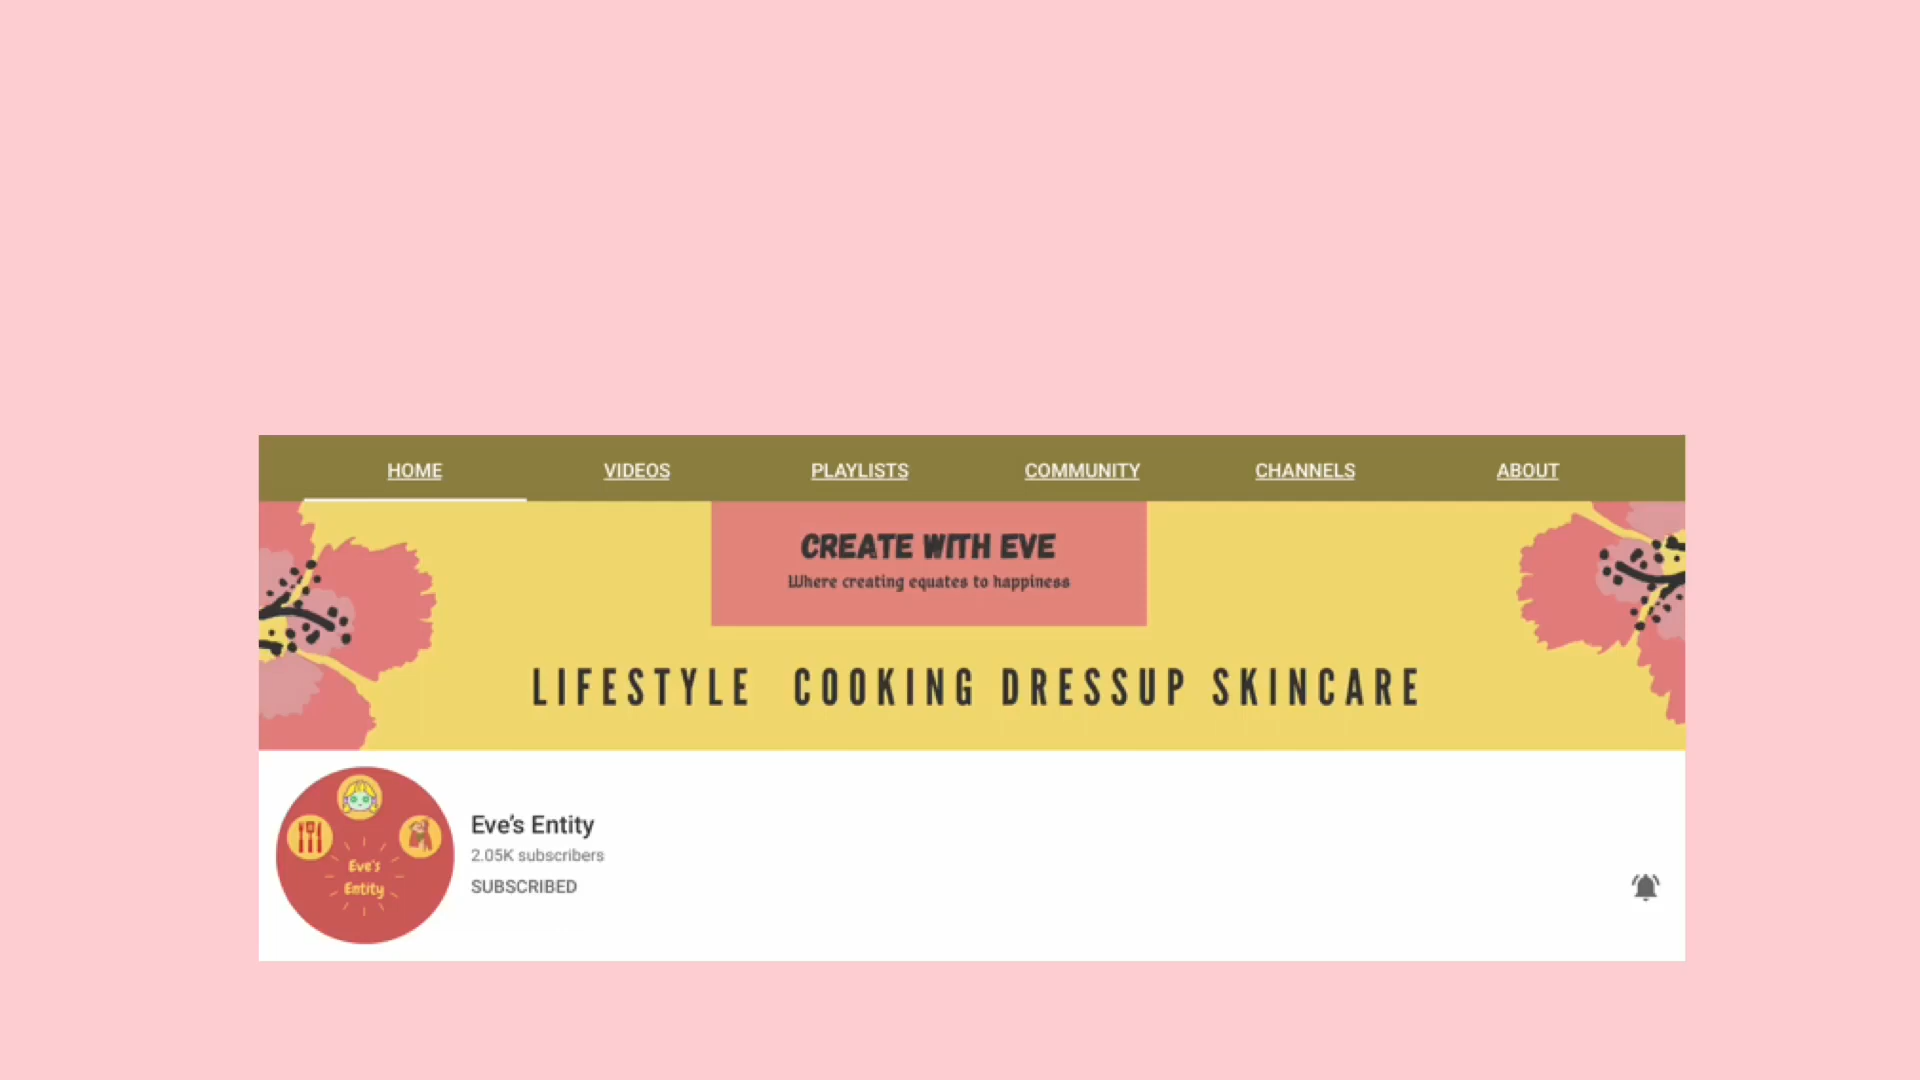 HOME VIDEOS PLAYLISTS COMMUNITY CHANNELS ABOUT
CREATE WITH EVE
Where creating equates to happiness
LIFESTYLE COOKING DRESSUP SKINCARE
Eve's
Entity
Eve’s Entity
2.05K subscribers
SUBSCRIBED